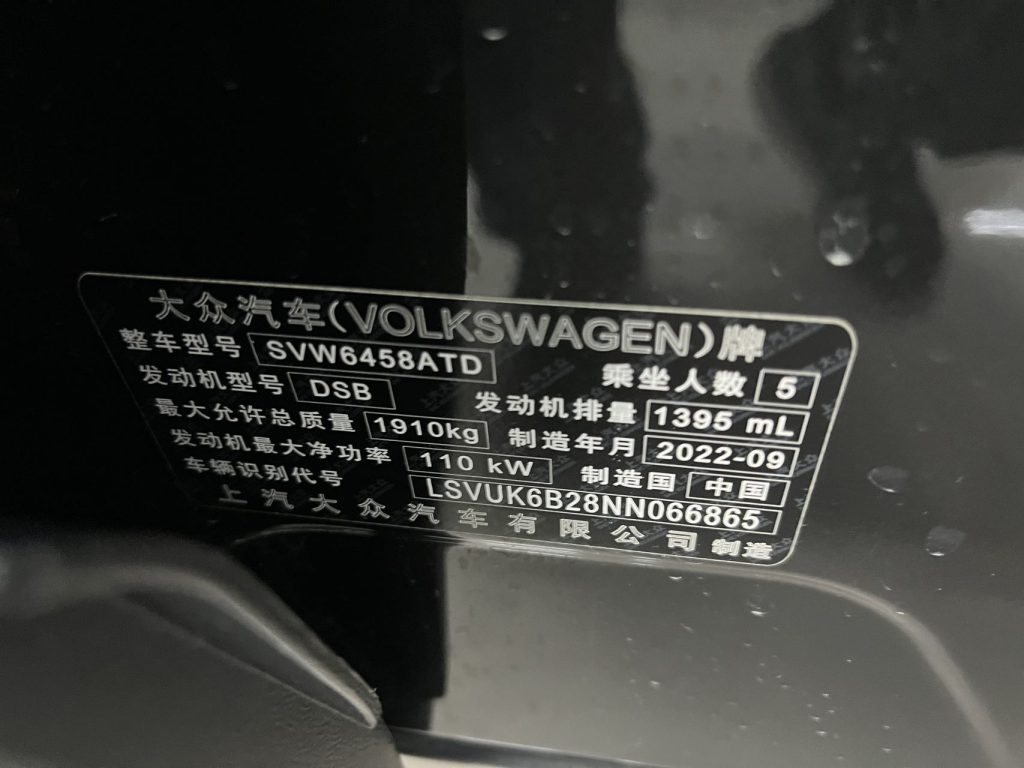 大众汽车(VOLKSWAGEN)牌
整车型号 SVW6458ATD 乘坐人数 5
发动机型号 DSB 发动机排量 1395 mL
最大允许总质量 1910kg 制造年月 2022-09
发动机最大净功率 110 kW 制造国 中国
车辆识别代号 LSVUK6B28NN066865
上汽大众汽车有限公司 制造